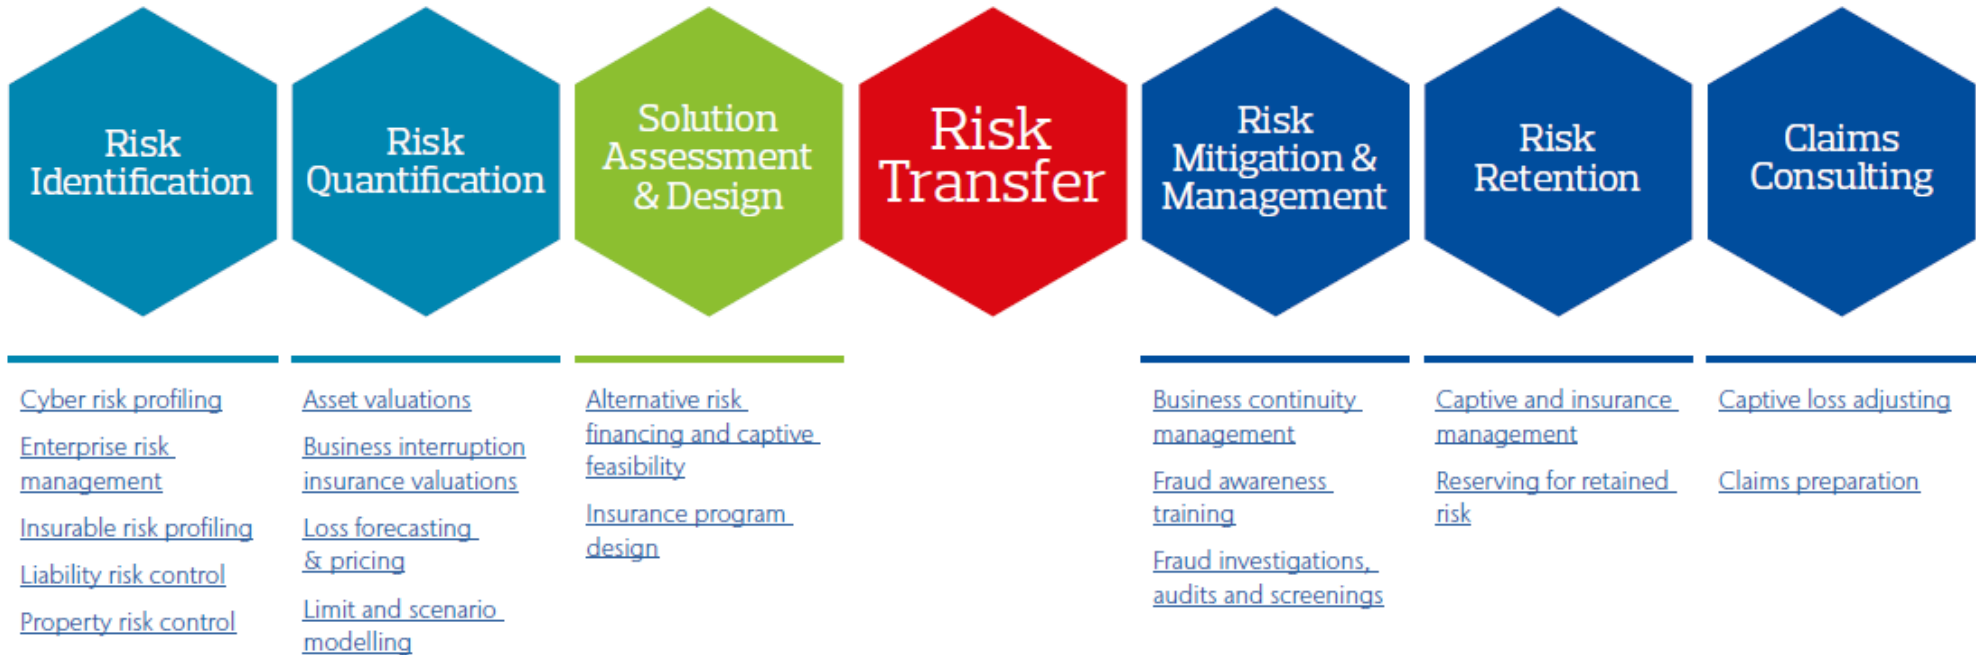 Risk
Identification
Risk
Quantification
Solution
Assessment
& Design
Risk
Transfer
Risk
Mitigation &
Management
Risk
Retention
Claims
Consulting
Cyber risk profiling
Enterprise risk
management
Insurable risk profiling
Liability risk control
Property risk control
Asset valuations
Business interruption
insurance valuations
Loss forecasting
& pricing
Limit and scenario
modelling
Alternative risk
financing and captive
feasibility
Insurance program
design
Business continuity
management
Fraud awareness
training
Fraud investigations,
audits and screenings
Captive and insurance
management
Reserving for retained
risk
Captive loss adjusting
Claims preparation